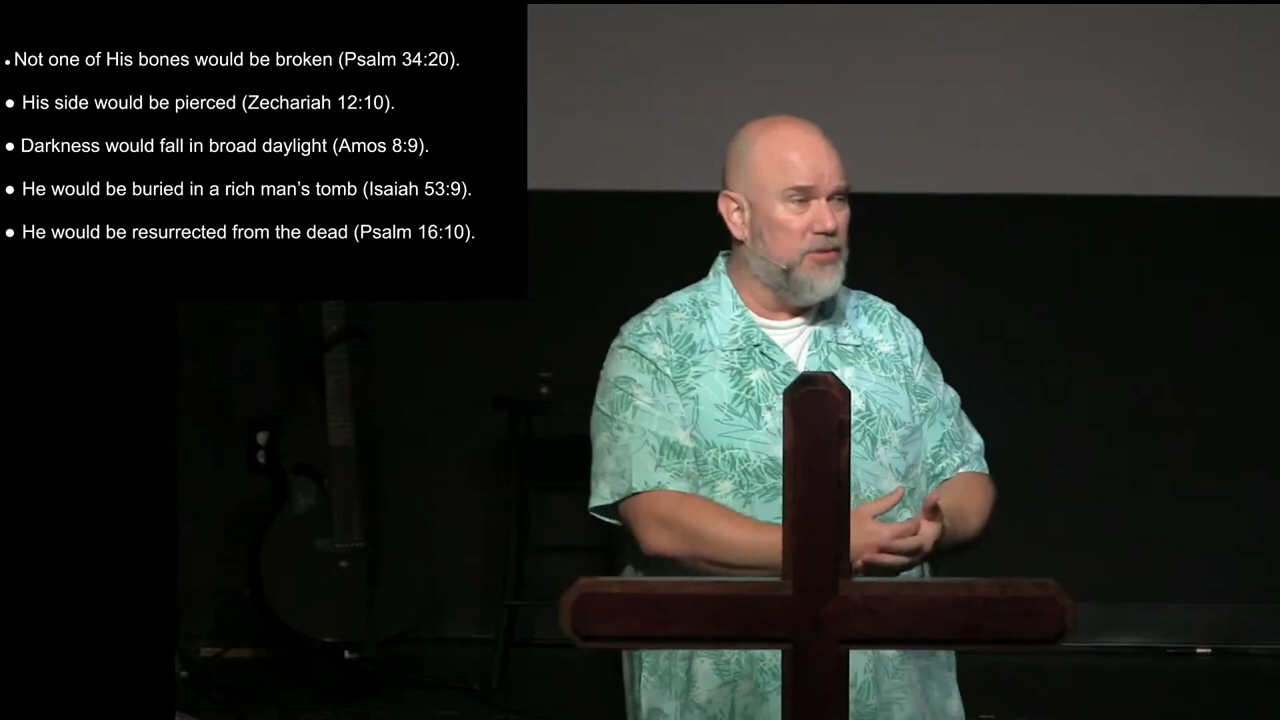 • Not one of His bones would be broken (Psalm 34:20).
● His side would be pierced (Zechariah 12:10).
● Darkness would fall in broad daylight (Amos 8:9).
● He would be buried in a rich man’s tomb (Isaiah 53:9).
● He would be resurrected from the dead (Psalm 16:10).